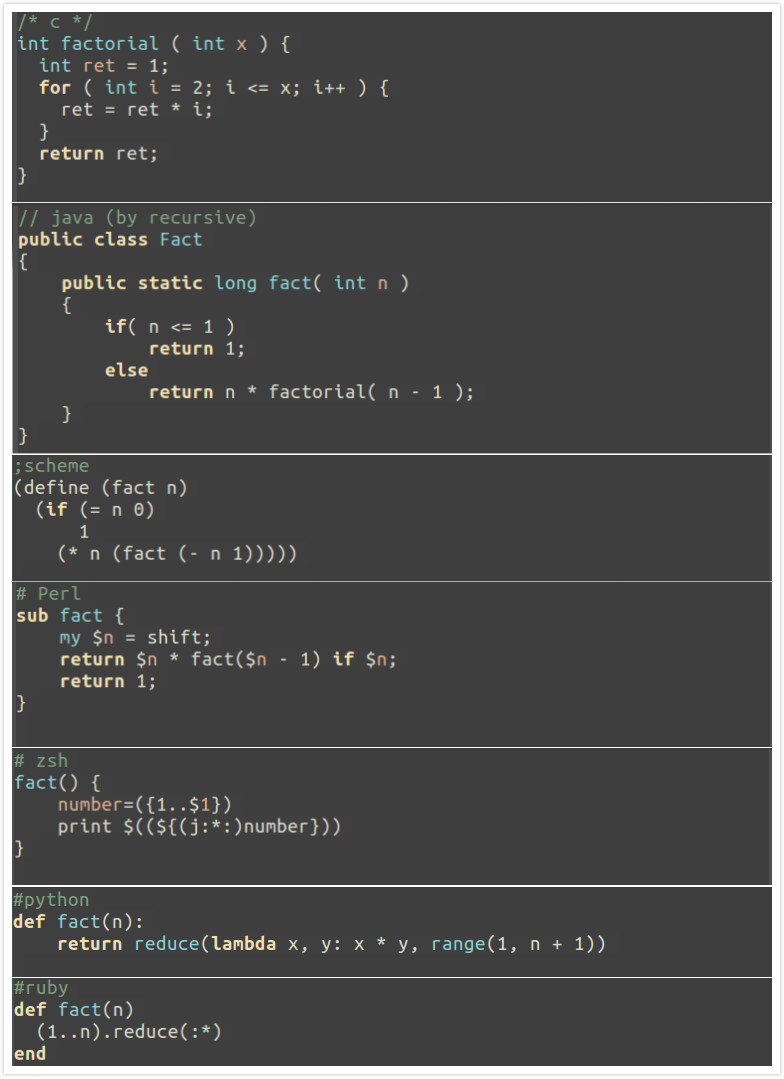 /* c */
int factorial ( int x ) {
  int ret = 1;
  for ( int i = 2; i <= x; i++ ) {
    ret = ret * i;
  }
  return ret;
}
// java (by recursive)
public class Fact
{
    public static long fact( int n )
    {
        if( n <= 1 )
            return 1;
        else
            return n * factorial( n - 1 );
    }
}
;scheme
(define (fact n)
  (if (= n 0)
      1
    (* n (fact (- n 1)))))
# Perl
sub fact {
    my $n = shift;
    return $n * fact($n - 1) if $n;
    return 1;
}
# zsh
fact() {
    number=({1..$1})
    print $((${(j:*:)number}))
}
#python
def fact(n):
    return reduce(lambda x, y: x * y, range(1, n + 1))
#ruby
def fact(n)
  (1..n).reduce(:*)
end